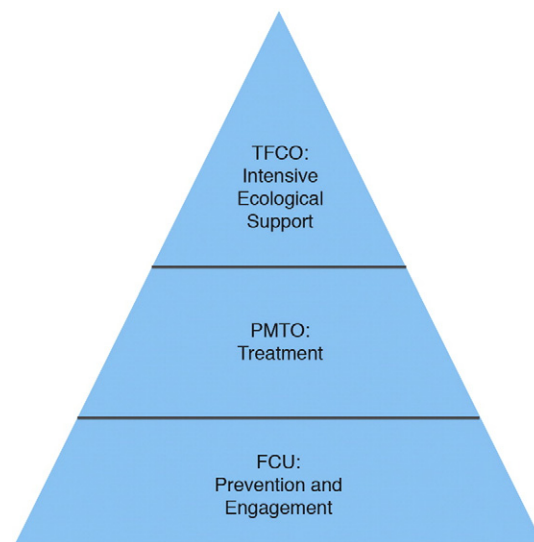 TFCO:
Intensive
Ecological
Support
PMTO:
Treatment
FCU:
Prevention and
Engagement